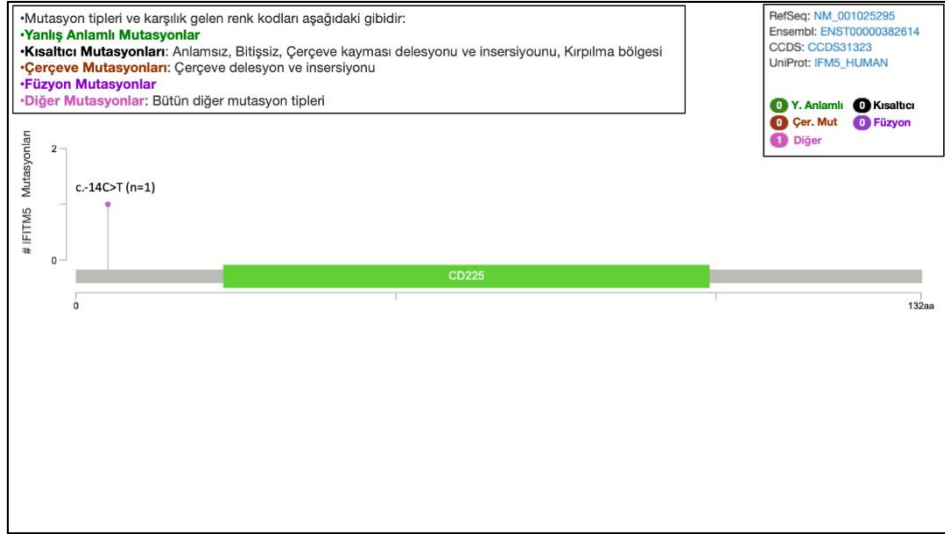 •Mutasyon tipleri ve karşılık gelen renk kodları aşağıdaki gibidir:
•Yanlış Anlamlı Mutasyonlar
•Kısaltıcı Mutasyonları: Anlamsız, Bitişsiz, Çerçeve kayması delesyonu ve insersiyounu, Kırpılma bölgesi
•Çerçeve Mutasyonları: Çerçeve delesyon ve insersiyonu
•Füzyon Mutasyonları
•Diğer Mutasyonlar: Bütün diğer mutasyon tipleri
RefSeq: NM_001025295
Ensembl: ENST00000382614
CCDS: CCDS31323
UniProt: IFM5_HUMAN
0 Y. Anlamlı 0 Kısaltıcı
0 Çer. Mut 0 Füzyon
1 Diğer
# IFITM5 Mutasyonları
2
c.-14C>T (n=1)
0
CD225
0
132aa